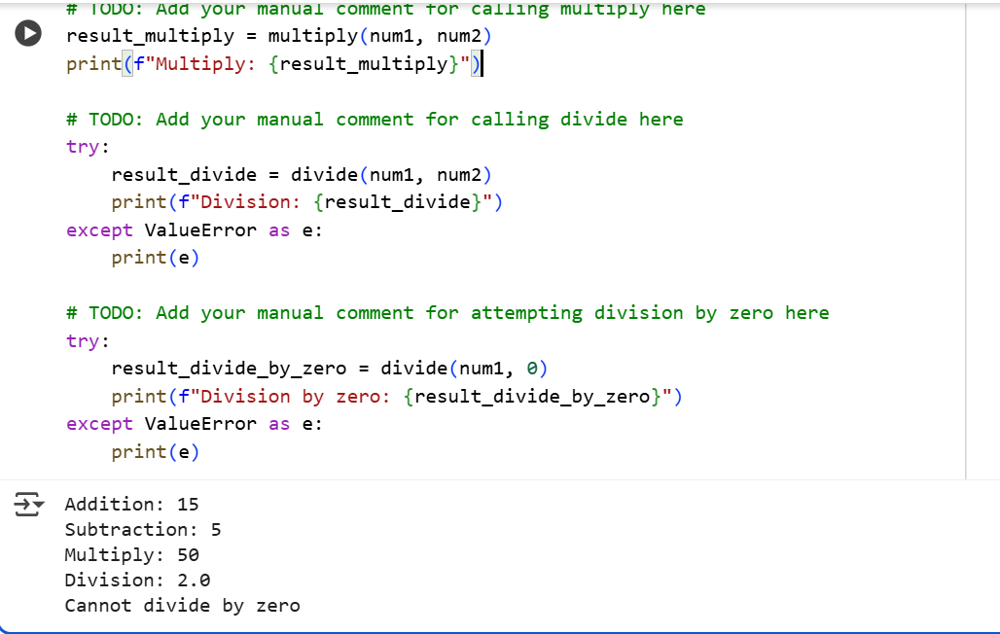 # TODO: Add your manual comment for calling multiply here
result_multiply = multiply(num1, num2)
print(f"Multiply: {result_multiply}")
# TODO: Add your manual comment for calling divide here
try:
    result_divide = divide(num1, num2)
    print(f"Division: {result_divide}")
except ValueError as e:
    print(e)
# TODO: Add your manual comment for attempting division by zero here
try:
    result_divide_by_zero = divide(num1, 0)
    print(f"Division by zero: {result_divide_by_zero}")
except ValueError as e:
    print(e)
Addition: 15
Subtraction: 5
Multiply: 50
Division: 2.0
Cannot divide by zero